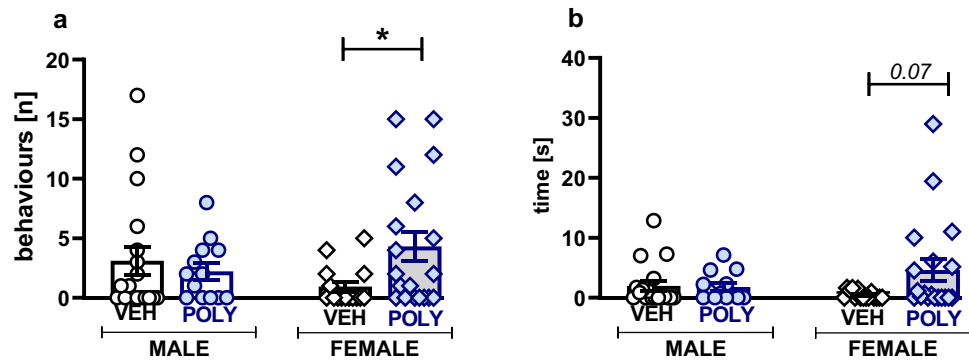 a
behaviours [n]
20
15
10
5
0
*
VEH
POLY
VEH
POLY
MALE
FEMALE
b
time [s]
40
30
20
10
0
0.07
VEH
POLY
VEH
POLY
MALE
FEMALE